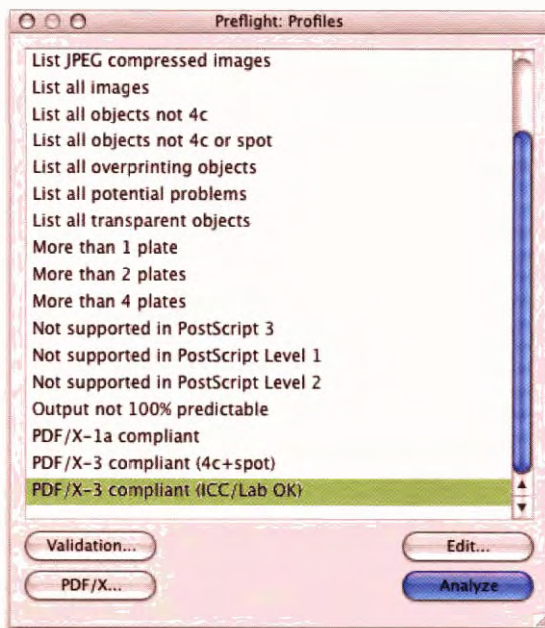 Preflight: Profiles
List JPEG compressed images
List all images
List all objects not 4c
List all objects not 4c or spot
List all overprinting objects
List all potential problems
List all transparent objects
More than 1 plate
More than 2 plates
More than 4 plates
Not supported in PostScript 3
Not supported in PostScript Level 1
Not supported in PostScript Level 2
Output not 100% predictable
PDF/X-1a compliant
PDF/X-3 compliant (4c+spot)
PDF/X-3 compliant (ICC/Lab OK)
Validation... Edit...
PDF/X... Analyze